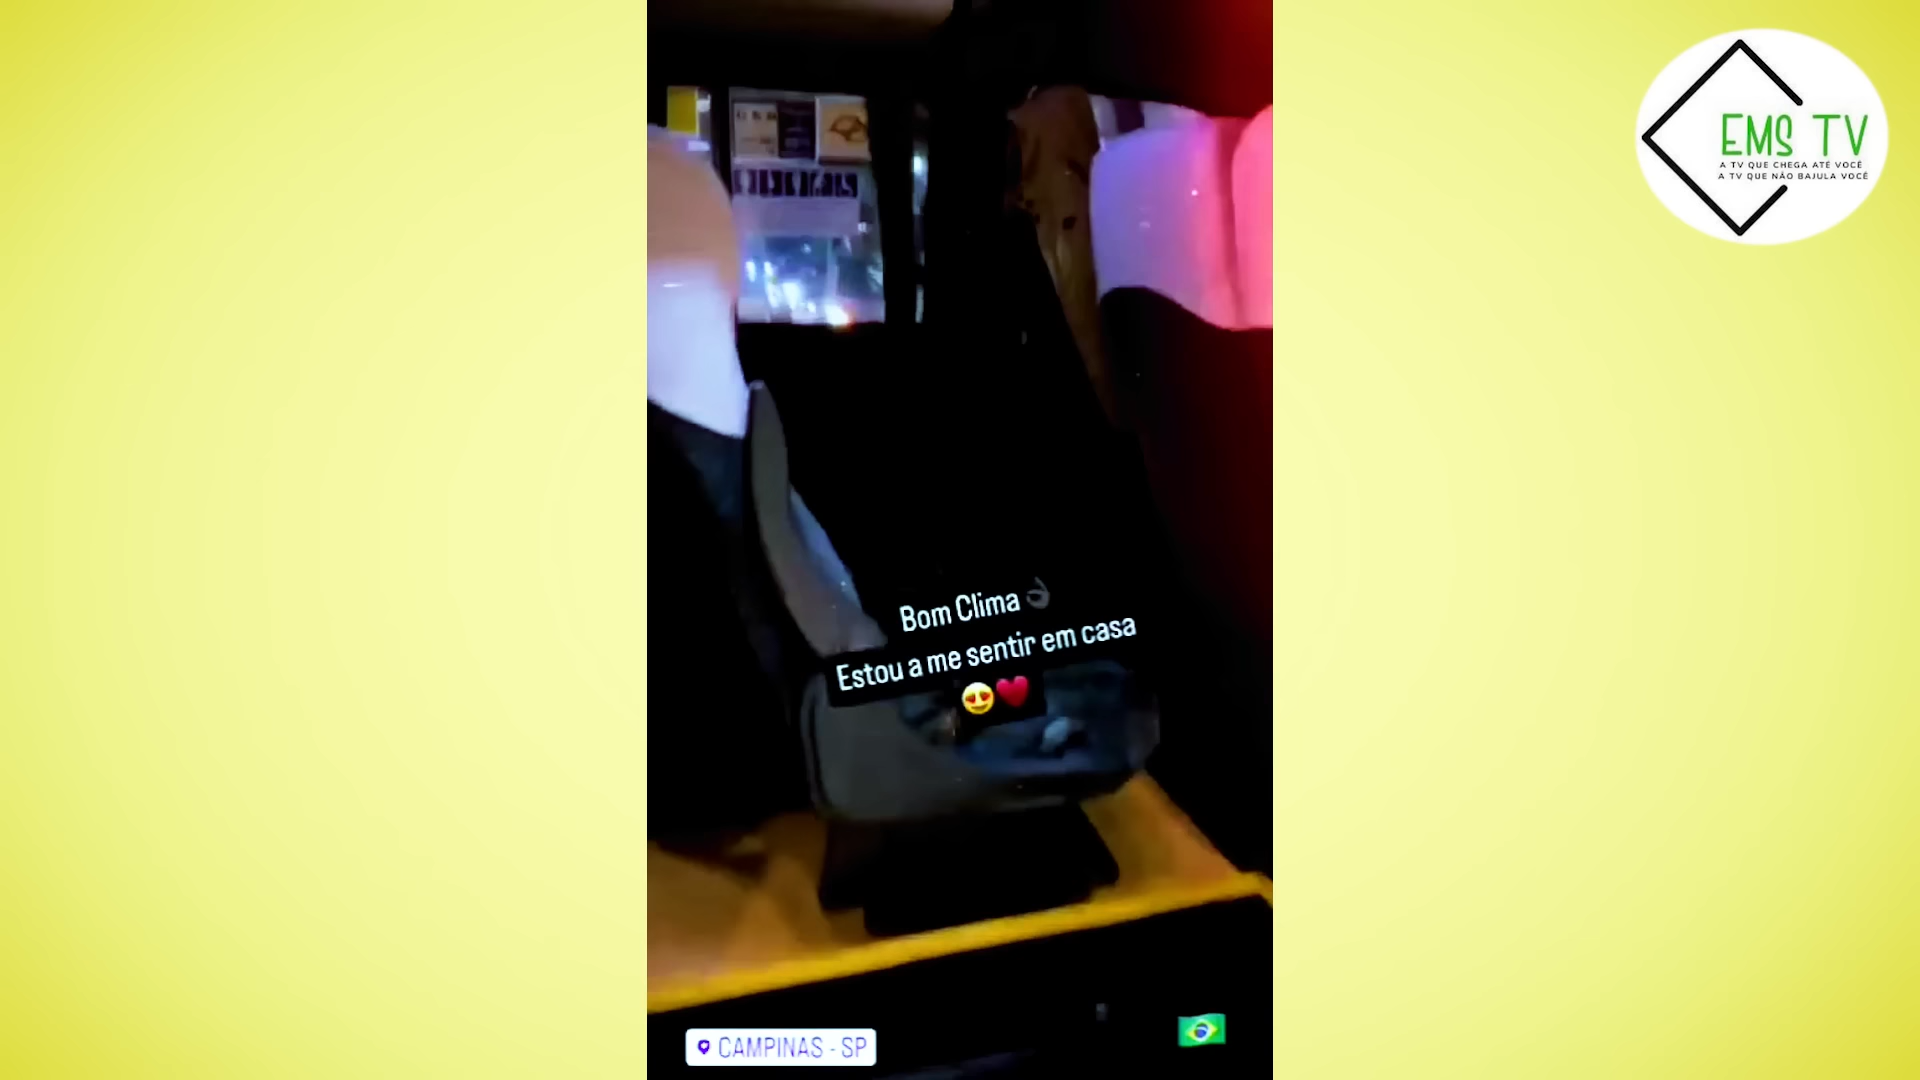 EMS TV
A TV QUE CHEGA ATÉ VOCÊ
A TV QUE NÃO BAJULA VOCÊ
Bom Clima👌🏿
Estou a me sentir em casa
😍♥️
CAMPINAS - SP